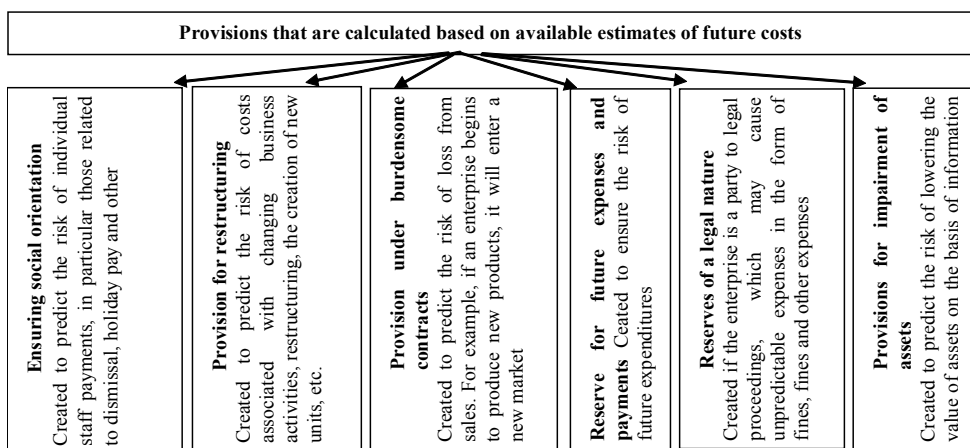 Provisions that are calculated based on available estimates of future costs
Ensuring social orientation
Created to predict the risk of individual
staff payments, in particular those related
to dismissal, holiday pay and other
Provision for restructuring
Created to predict the risk of costs
associated with changing business
activities, restructuring, the creation of new
units, etc.
Provision under burdensome
contracts
Created to predict the risk of loss from
sales. For example, if an enterprise begins
to produce new products, it will enter a
new market
Reserve for future expenses and
payments Ceated to ensure the risk of
future expenditures
Reserves of a legal nature
Created if the enterprise is a party to legal
proceedings, which may cause
unpredictable expenses in the form of
fines, fines and other expenses
Provisions for impairment of
assets
Created to predict the risk of lowering the
value of assets on the basis of information